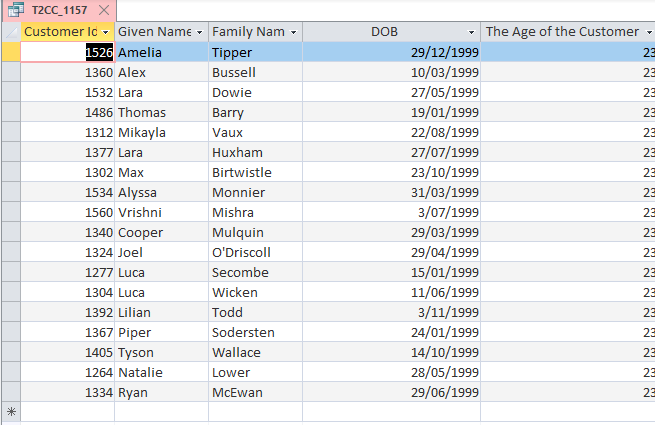 T2CC_1157
Customer Id Given Name Family Nam DOB The Age of the Customer
1526 Amelia Tipper 29/12/1999 23
1360 Alex Bussell 10/03/1999 23
1532 Lara Dowie 27/05/1999 23
1486 Thomas Barry 19/01/1999 23
1312 Mikayla Vaux 22/08/1999 23
1377 Lara Huxham 27/07/1999 23
1302 Max Birtwistle 23/10/1999 23
1534 Alyssa Monnier 31/03/1999 23
1560 Vrishni Mishra 3/07/1999 23
1340 Cooper Mulquin 29/03/1999 23
1324 Joel O'Driscoll 29/04/1999 23
1277 Luca Secombe 15/01/1999 23
1304 Luca Wicken 11/06/1999 23
1392 Lilian Todd 3/11/1999 23
1367 Piper Sodersten 24/01/1999 23
1405 Tyson Wallace 14/10/1999 23
1264 Natalie Lower 28/05/1999 23
1334 Ryan McEwan 29/06/1999 23